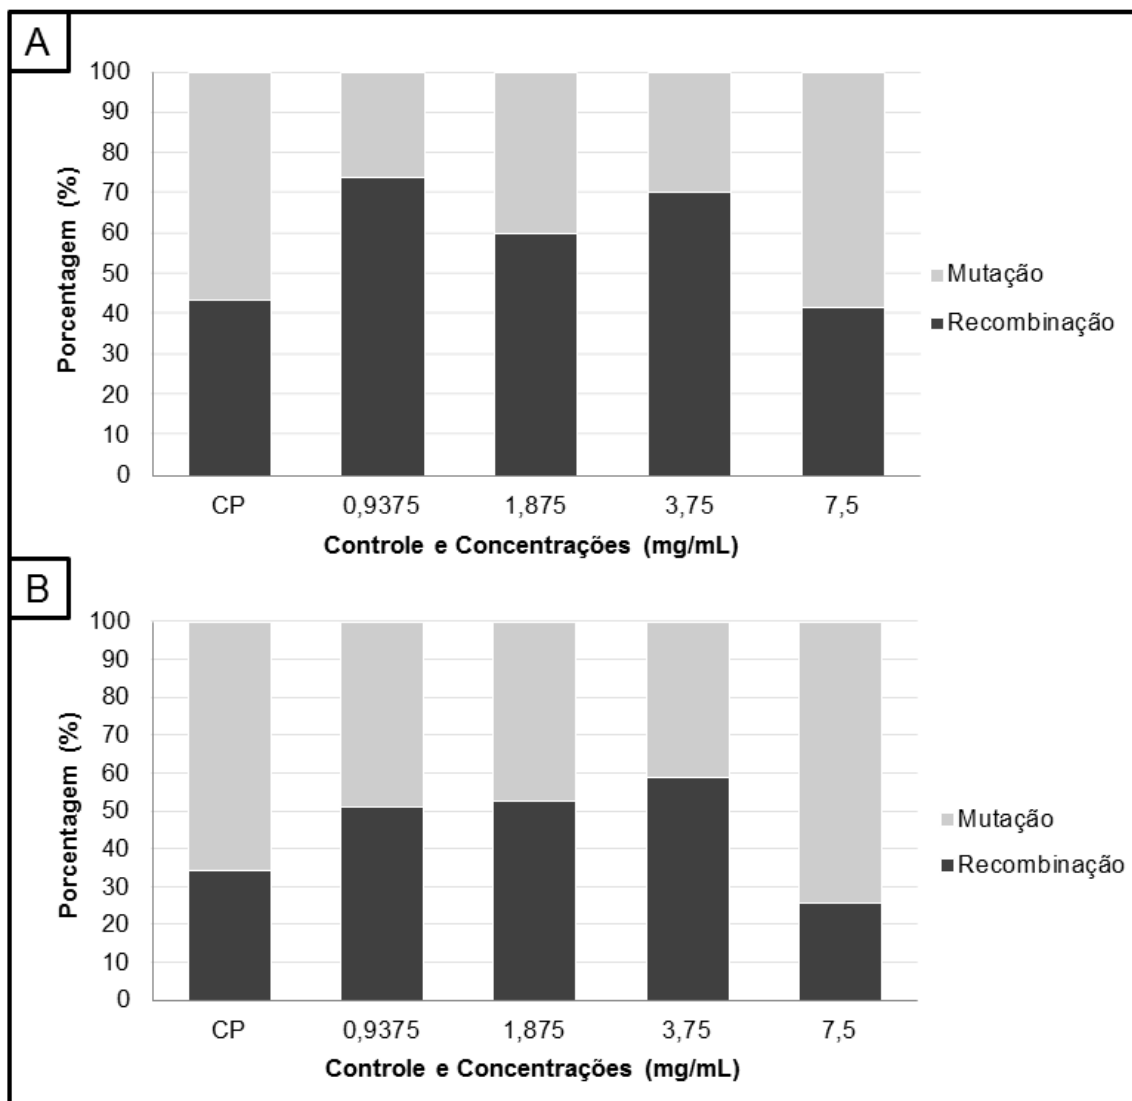 A
100
90
80
70
60
50
40
30
20
10
0
Porcentagem (%)
CP 0,9375 1,875 3,75 7,5
Controle e Concentrações (mg/mL)
Mutação
Recombinação
B
100
90
80
70
60
50
40
30
20
10
0
Porcentagem (%)
CP 0,9375 1,875 3,75 7,5
Controle e Concentrações (mg/mL)
Mutação
Recombinação